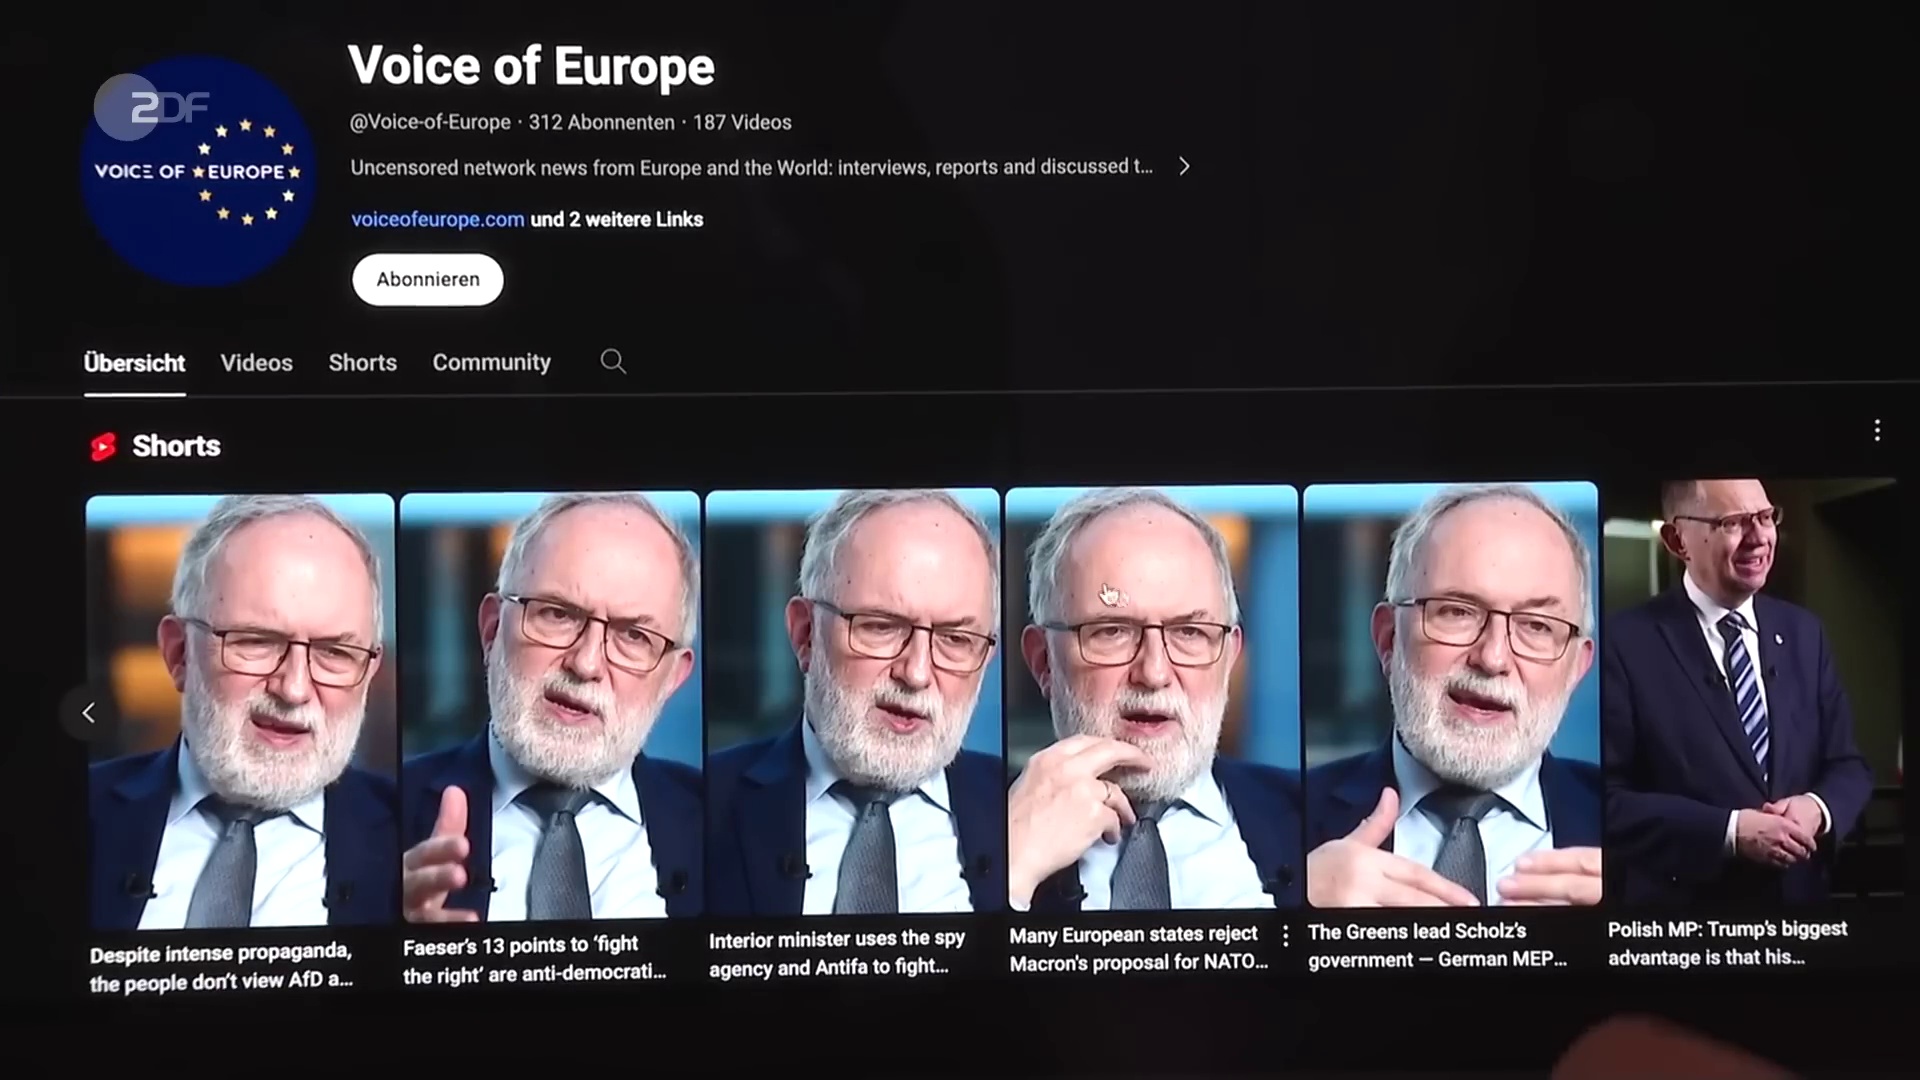 Voice of Europe
ZDF
VOICE OF EUROPE
@Voice-of-Europe · 312 Abonnenten · 187 Videos
Uncensored network news from Europe and the World: interviews, reports and discussed t...
voiceofeurope.com und 2 weitere Links
Abonnieren
Übersicht Videos Shorts Community
Shorts
Despite intense propaganda,
the people don't view AfD a...
Faeser's 13 points to 'fight
the right' are anti-democrati...
Interior minister uses the spy
agency and Antifa to fight...
Many European states reject
Macron's proposal for NATO...
The Greens lead Scholz's
government — German MEP...
Polish MP: Trump's biggest
advantage is that his...